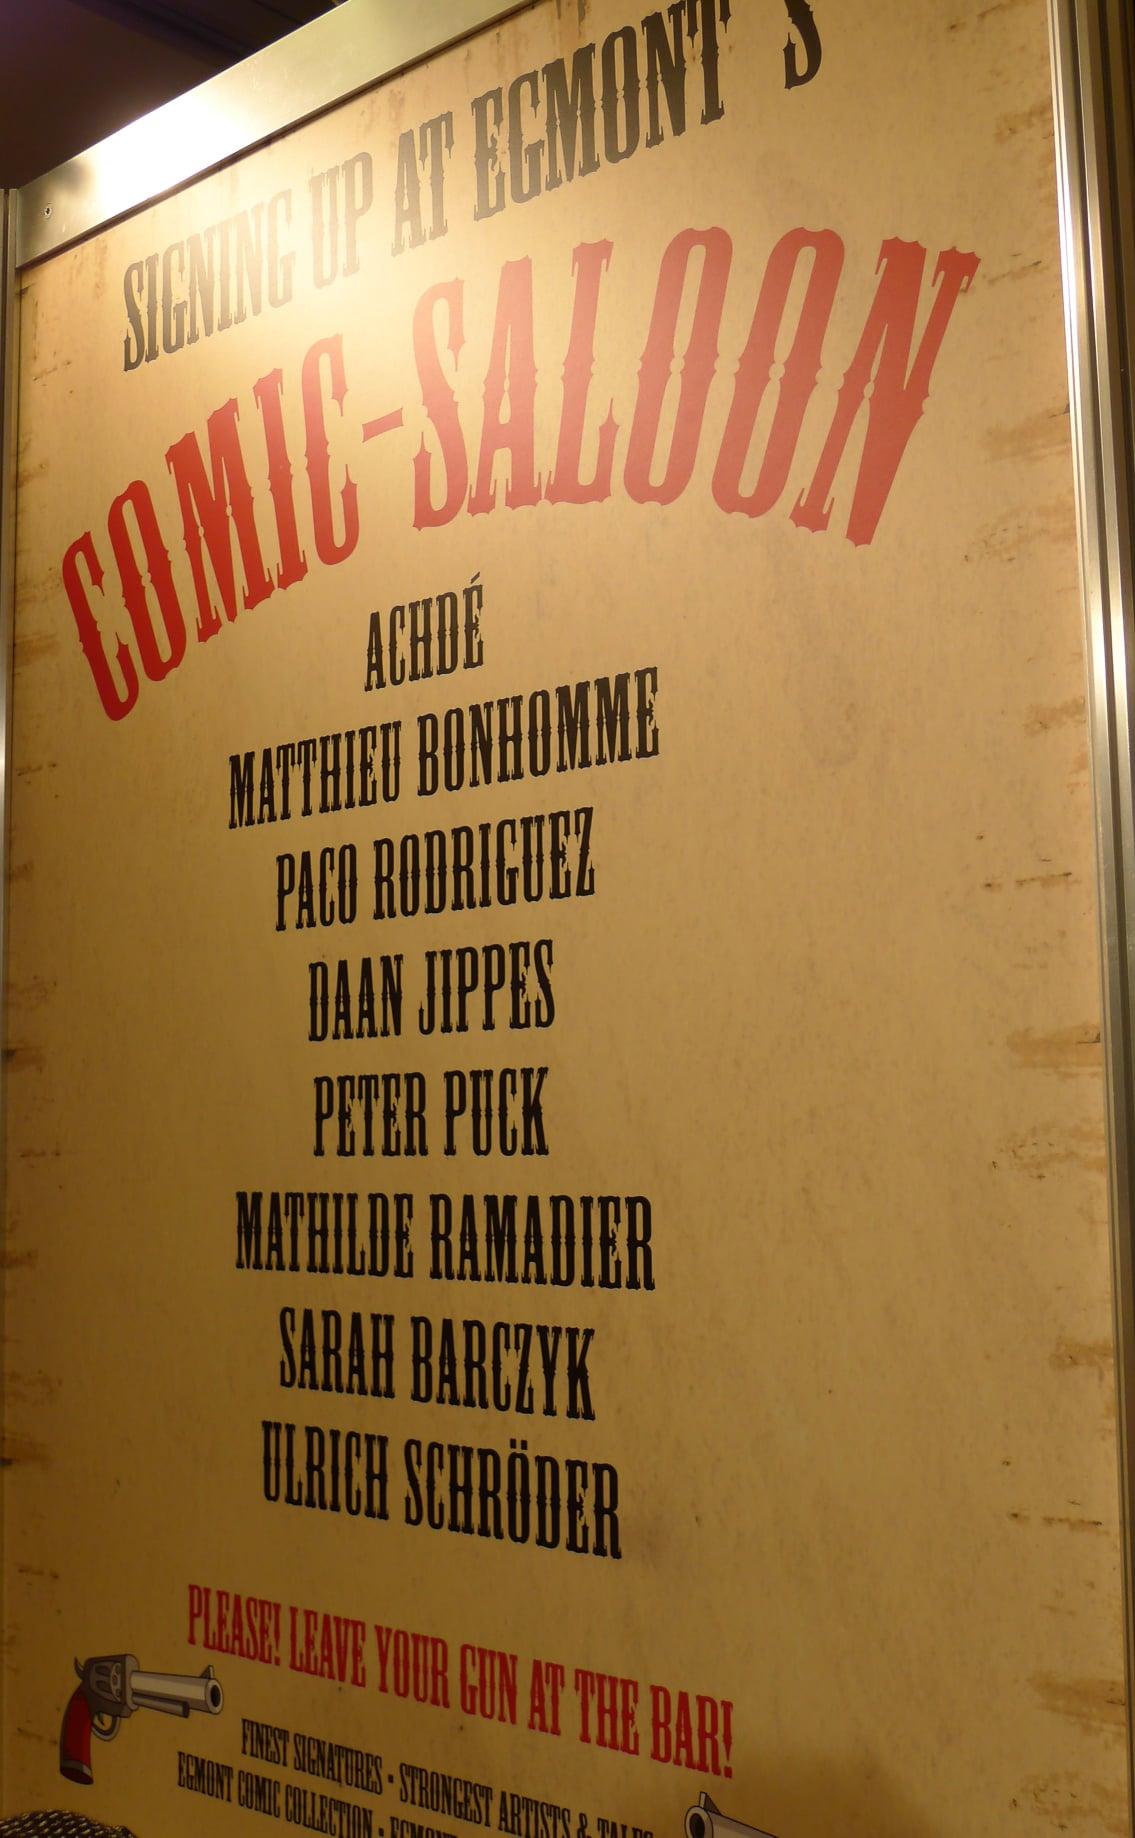 SIGNING UP AT EGMONT'S
COMIC-SALOON
ACHDÉ
MATTHIEU BONHOMME
PACO RODRIGUEZ
DAAN JIPPES
PETER PUCK
MATHILDE RAMADIER
SARAH BARCZYK
ULRICH SCHRÖDER
PLEASE! LEAVE YOUR GUN AT THE BAR!
FINEST SIGNATURES • STRONGEST ARTISTS & TALES
EGMONT COMIC COLLECTION •